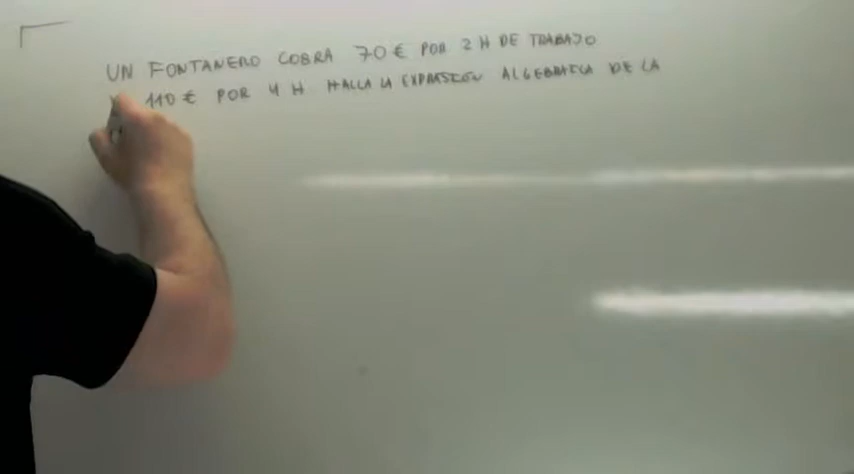 UN FONTANERO COBRA 70 € POR 2 H DE TRABAJO
110 € POR 4 H HALLA LA EXPRESIÓN ALGEBRAICA DE LA